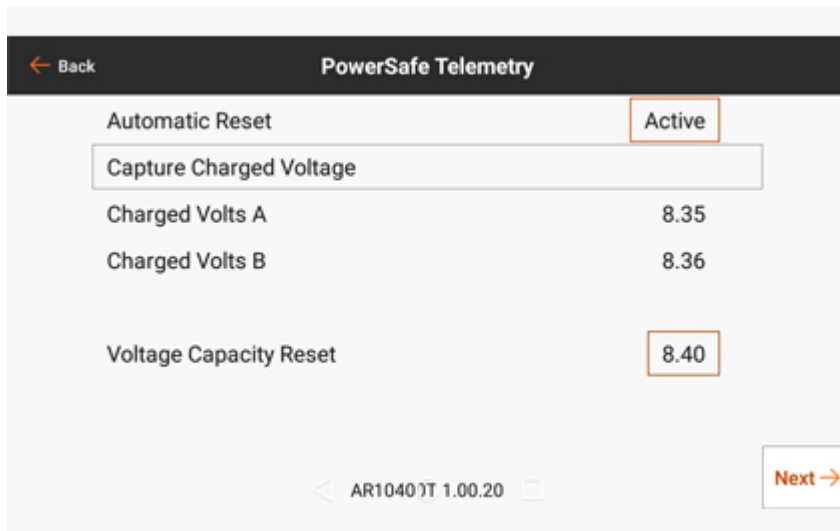 ← Back PowerSafe Telemetry
Automatic Reset Active
Capture Charged Voltage
Charged Volts A 8.35
Charged Volts B 8.36
Voltage Capacity Reset 8.40
Next →
1.00.20